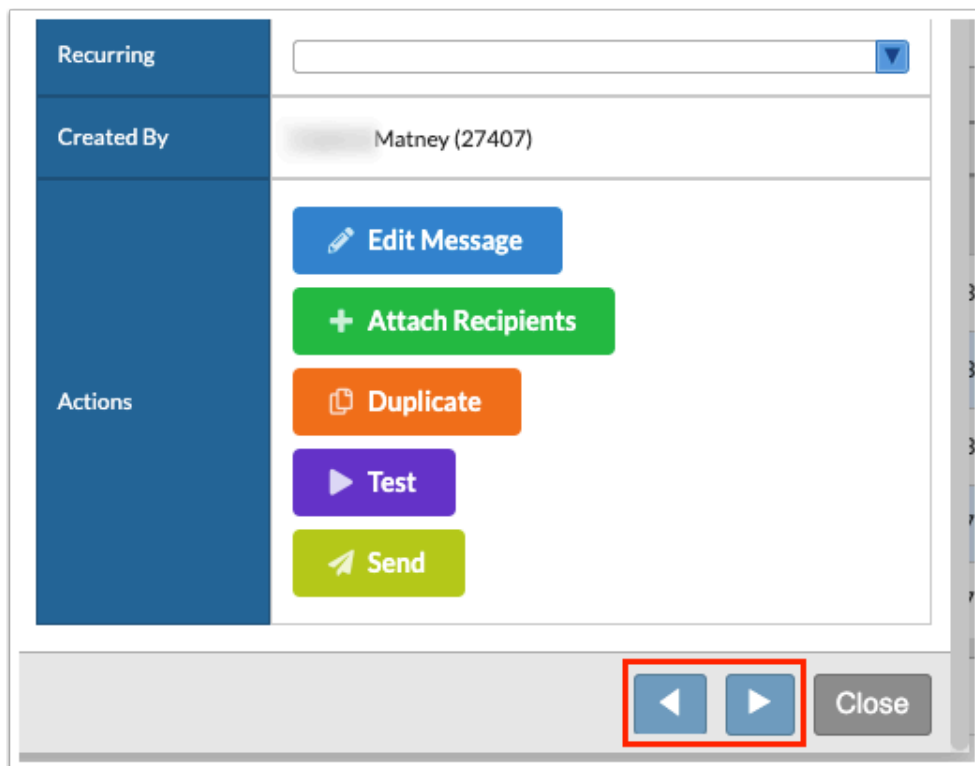 Recurring
Created By
Matney (27407)
Actions
Edit Message
Attach Recipients
Duplicate
Test
Send
Close